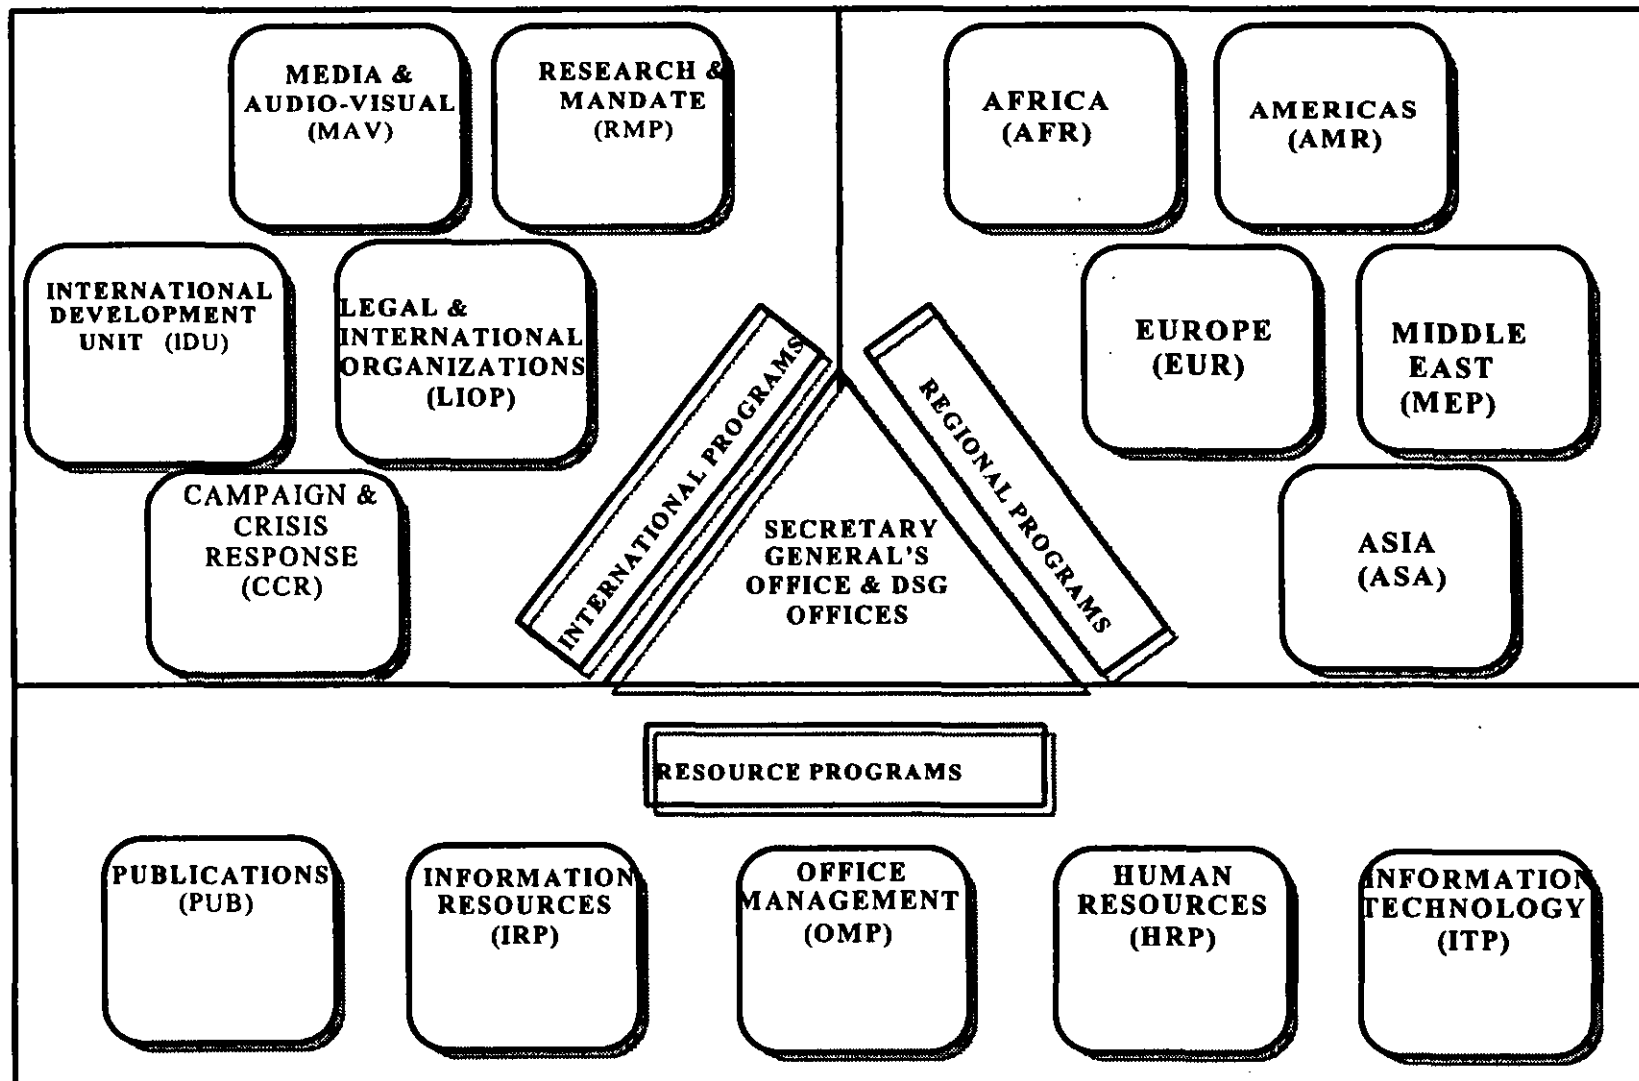 MEDIA &
AUDIO-VISUAL
(MAV)
RESEARCH &
MANDATE
(RMP)
INTERNATIONAL
DEVELOPMENT
UNIT (IDU)
LEGAL &
INTERNATIONAL
ORGANIZATIONS
(LIOP)
CAMPAIGN &
CRISIS
RESPONSE
(CCR)
INTERNATIONAL PROGRAMS
AFRICA
(AFR)
AMERICAS
(AMR)
EUROPE
(EUR)
MIDDLE
EAST
(MEP)
ASIA
(ASA)
REGIONAL PROGRAMS
SECRETARY
GENERAL'S
OFFICE & DSG
OFFICES
RESOURCE PROGRAMS
PUBLICATIONS
(PUB)
INFORMATION
RESOURCES
(IRP)
OFFICE
MANAGEMENT
(OMP)
HUMAN
RESOURCES
(HRP)
INFORMATION
TECHNOLOGY
(ITP)